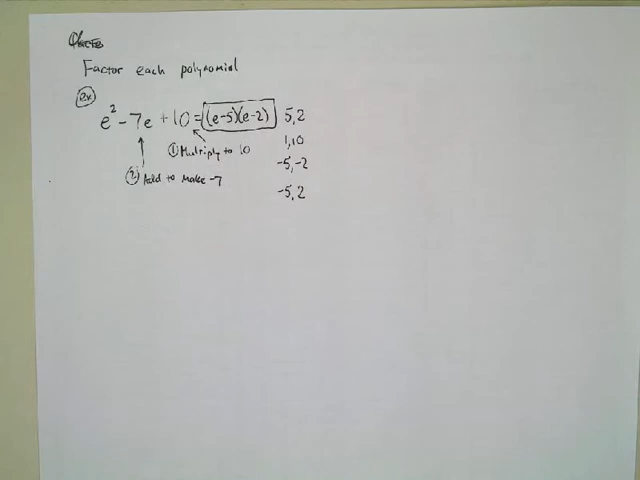 Factor each polynomial
ex
e² - 7e + 10 = (e-5)(e-2) 5,2
1,10
① Multiply to 10
-5,-2
② Add to make -7
-5,2